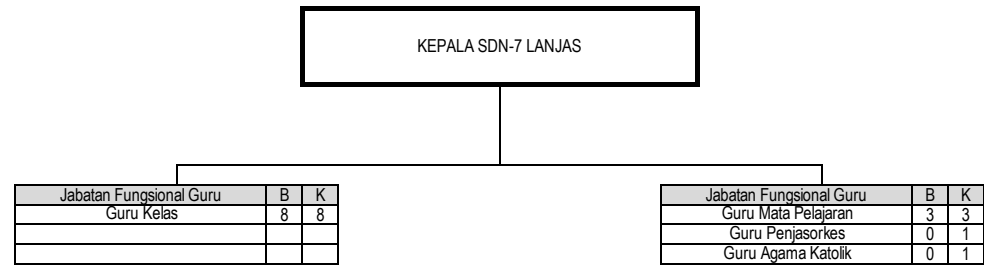 KEPALA SDN-7 LANJAS
Jabatan Fungsional Guru B K
Guru Kelas 8 8
Jabatan Fungsional Guru B K
Guru Mata Pelajaran 3 3
Guru Penjasorkes 0 1
Guru Agama Katolik 0 1